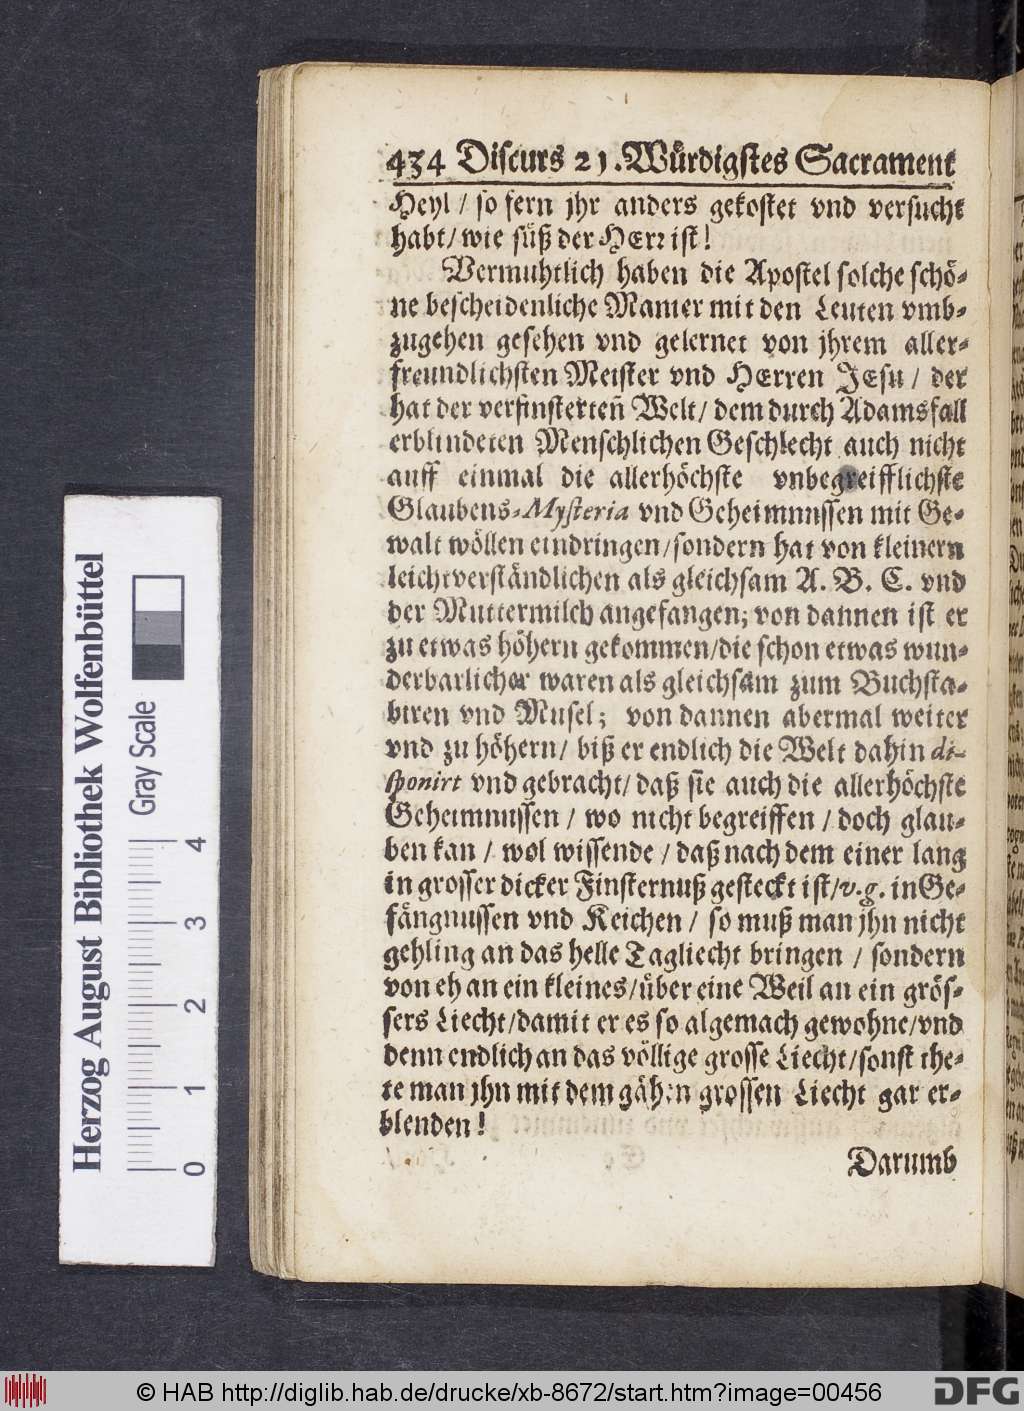 434 Discurs 21. Würdigstes Sacrament
Heyl / so fern jhr anders gekostet vnd versucht
habt / wie süß der HErr ist!
Vermuhtlich haben die Apostel solche schö-
ne bescheidenliche Manier mit den Leuten vmb-
zugehen gesehen vnd gelernet von jhrem aller-
freundlichsten Meister vnd HErren JEsu / der
hat der verfinsterten̄ Welt / dem durch Adamsfall
erblindeten Menschlichen Geschlecht auch nicht
auff einmal die allerhöchste vnbegreifflichste
Glaubens-Mysteria vnd Geheimnussen mit Ge-
walt wöllen eindringen / sondern hat von kleinern
leichtverständlichen als gleichsam A. B. C. vnd
der Muttermilch angefangen; von dannen ist er
zu etwas höhern gekommen / die schon etwas wun-
derbarlicher waren als gleichsam zum Buchsta-
biren vnd Musel; von dannen abermal weiter
vnd zu höhern / biß er endlich die Welt dahin di-
sponirt vnd gebracht / daß sie auch die allerhöchste
Geheimnussen / wo nicht begreiffen / doch glau-
ben kan / wol wissende / daß nach dem einer lang
in grosser dicker Finsternuß gesteckt ist / v.g. in Ge-
fängnussen vnd Keichen / so muß man jhn nicht
gehling an das helle Tagliecht bringen / sondern
von eh an ein kleines / über eine Weil an ein grös-
sers Liecht / damit er es so algemach gewohne / vnd
denn endlich an das völlige grosse Liecht / sonst the-
te man jhn mit dem gähen grossen Liecht gar er-
blenden!
Darumb
Herzog August Bibliothek Wolfenbüttel
Gray Scale
0 1 2 3 4
© HAB http://diglib.hab.de/drucke/xb-8672/start.htm?image=00456
DFG